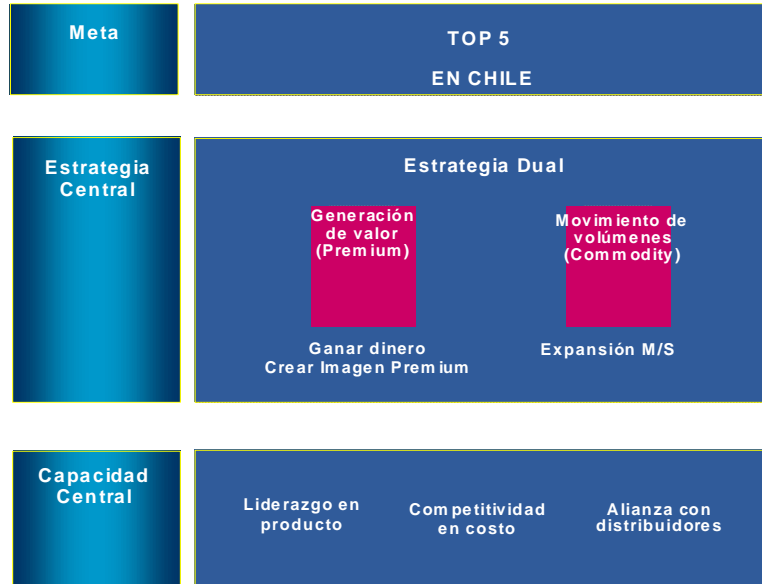 Meta
TOP 5
EN CHILE
Estrategia
Central
Estrategia Dual
Generación
de valor
(Premium)
Movimiento de
volúmenes
(Commodity)
Ganar dinero
Crear Imagen Premium
Expansión M/S
Capacidad
Central
Liderazgo en
producto
Competitividad
en costo
Alianza con
distribuidores